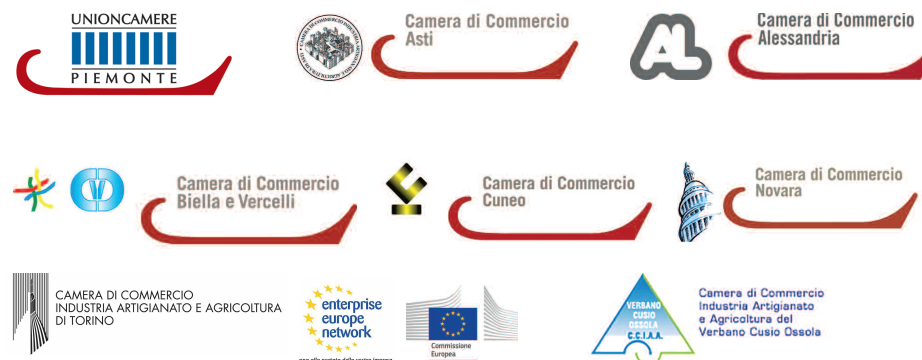 UNIONCAMERE
PIEMONTE
Camera di Commercio
Asti
AL
Camera di Commercio
Alessandria
Camera di Commercio
Biella e Vercelli
Camera di Commercio
Cuneo
Camera di Commercio
Novara
CAMERA DI COMMERCIO
INDUSTRIA ARTIGIANATO E AGRICOLTURA
DI TORINO
enterprise
europe
network
Commissione
Europea
VERBANO
CUSIO
OSSOLA
C.C.I.A.A.
Camera di Commercio
Industria Artigianato
e Agricoltura del
Verbano Cusio Ossola